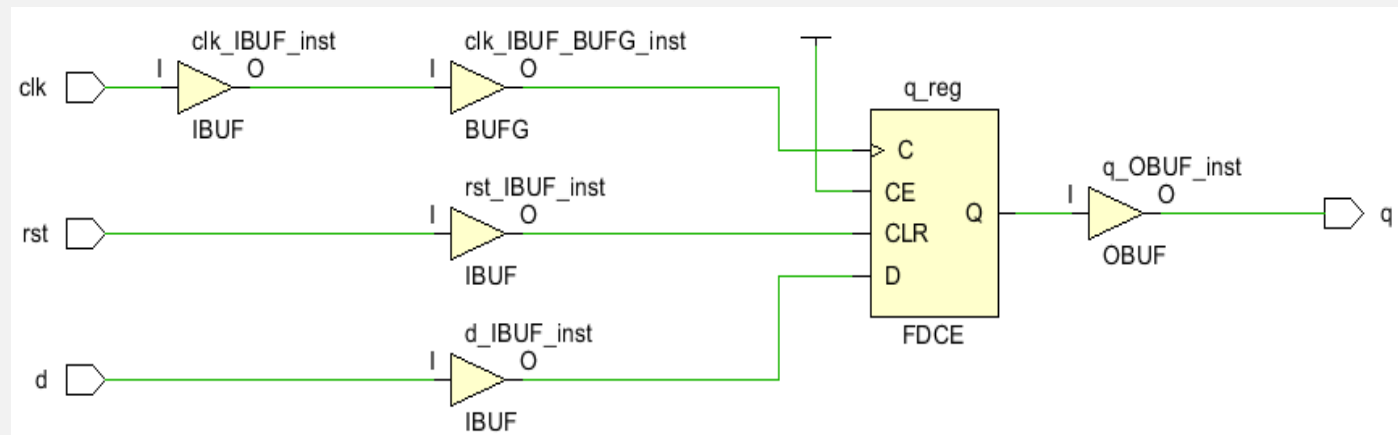 clk_IBUF_inst
clk_IBUF_BUFG_inst
clk
I
O
I
O
IBUF
BUFG
q_reg
C
CE
CLR
D
Q
FDCE
rst_IBUF_inst
rst
I
O
IBUF
q_OBUF_inst
I
O
OBUF
q
d_IBUF_inst
d
I
O
IBUF